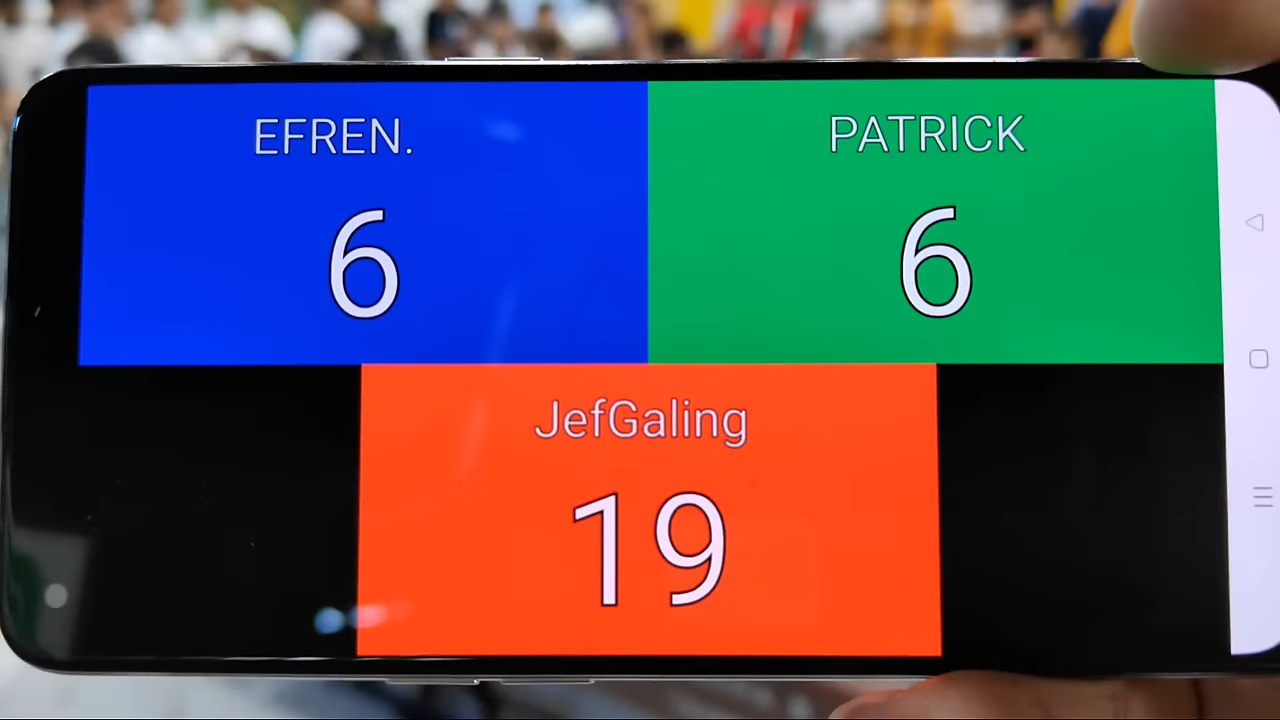 EFREN.
6
PATRICK
6
JefGaling
19